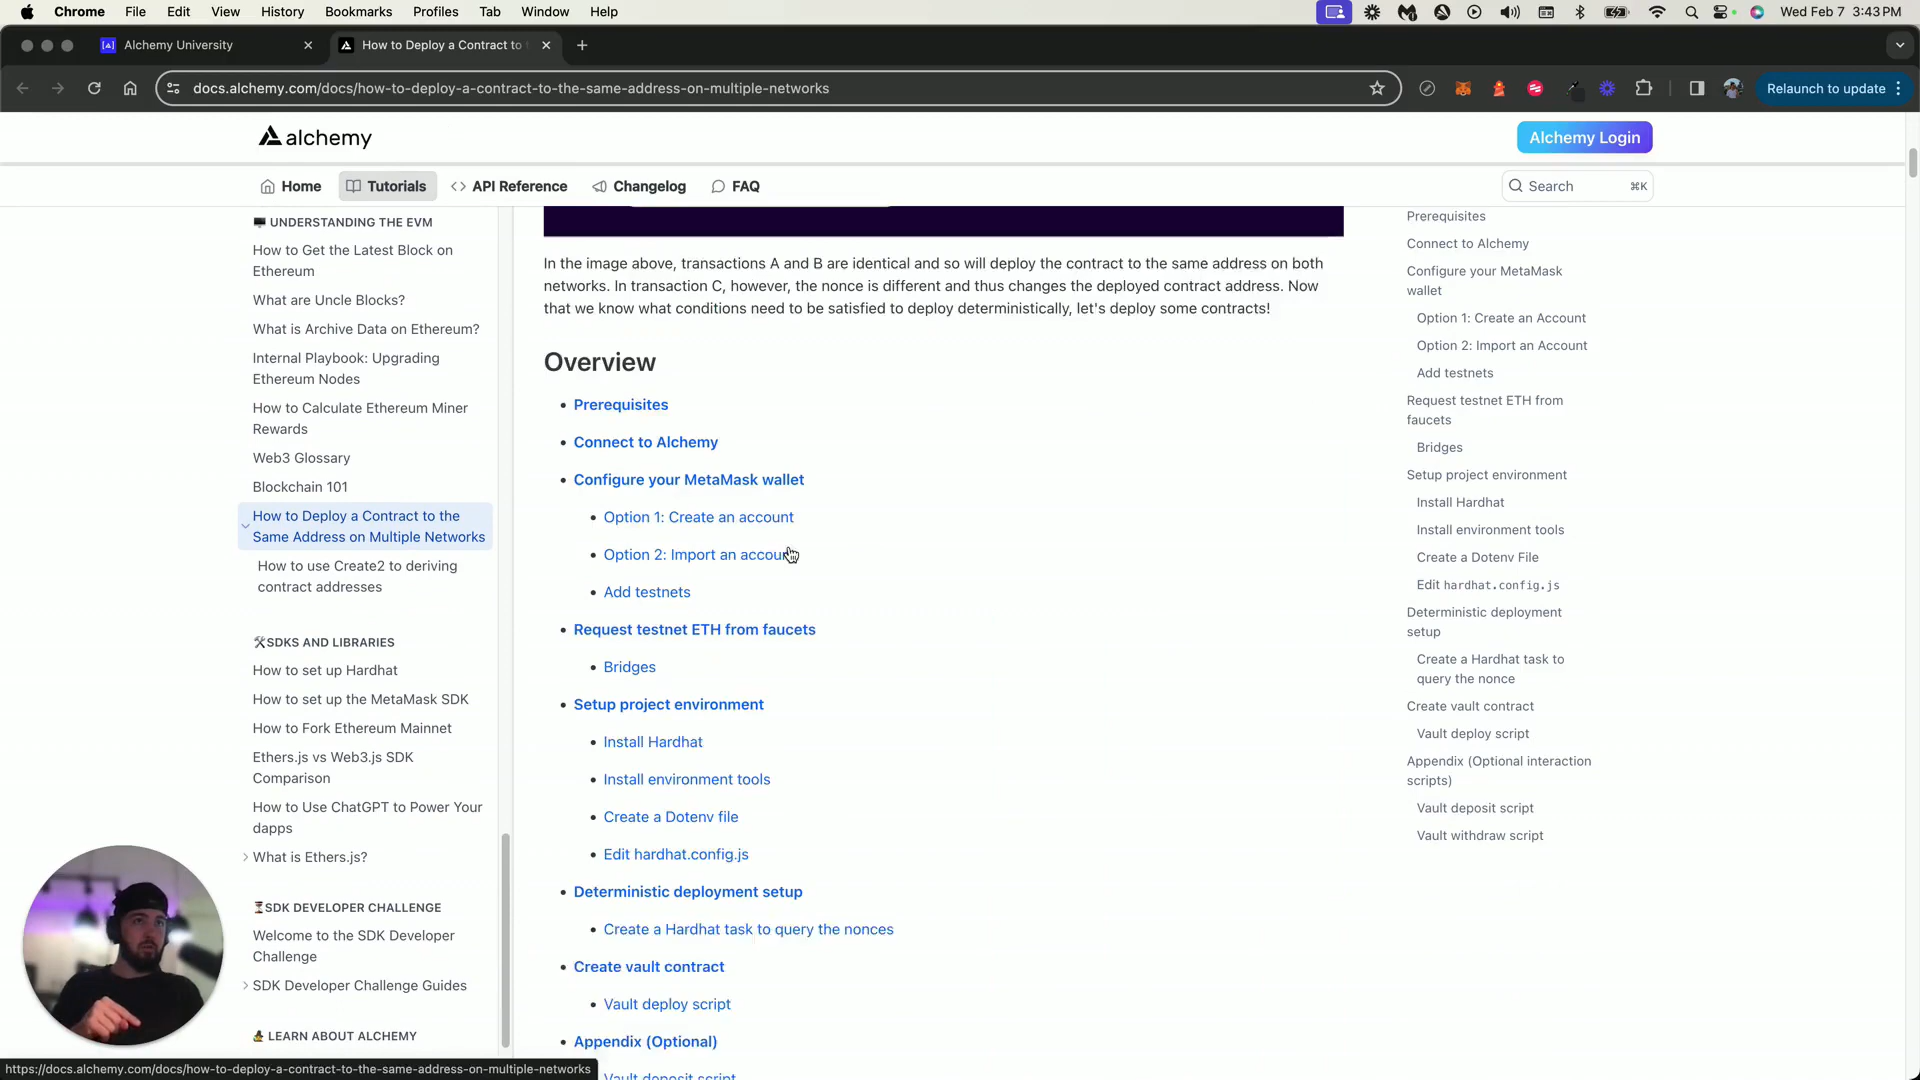 Chrome File Edit View History Bookmarks Profiles Tab Window Help
Wed Feb 7 3:43 PM
Alchemy University
How to Deploy a Contract to
docs.alchemy.com/docs/how-to-deploy-a-contract-to-the-same-address-on-multiple-networks
Relaunch to update
alchemy
Alchemy Login
Home Tutorials API Reference Changelog FAQ
Search ⌘K
UNDERSTANDING THE EVM
How to Get the Latest Block on
Ethereum
What are Uncle Blocks?
What is Archive Data on Ethereum?
Internal Playbook: Upgrading
Ethereum Nodes
How to Calculate Ethereum Miner
Rewards
Web3 Glossary
Blockchain 101
How to Deploy a Contract to the
Same Address on Multiple Networks
How to use Create2 to deriving
contract addresses
SDKS AND LIBRARIES
How to set up Hardhat
How to set up the MetaMask SDK
How to Fork Ethereum Mainnet
Ethers.js vs Web3.js SDK
Comparison
How to Use ChatGPT to Power Your
dapps
What is Ethers.js?
SDK DEVELOPER CHALLENGE
Welcome to the SDK Developer
Challenge
SDK Developer Challenge Guides
LEARN ABOUT ALCHEMY
In the image above, transactions A and B are identical and so will deploy the contract to the same address on both
networks. In transaction C, however, the nonce is different and thus changes the deployed contract address. Now
that we know what conditions need to be satisfied to deploy deterministically, let's deploy some contracts!
Overview
• Prerequisites
• Connect to Alchemy
• Configure your MetaMask wallet
• Option 1: Create an account
• Option 2: Import an account
• Add testnets
• Request testnet ETH from faucets
• Bridges
• Setup project environment
• Install Hardhat
• Install environment tools
• Create a Dotenv file
• Edit hardhat.config.js
• Deterministic deployment setup
• Create a Hardhat task to query the nonces
• Create vault contract
• Vault deploy script
• Appendix (Optional)
Vault deposit script
Prerequisites
Connect to Alchemy
Configure your MetaMask
wallet
Option 1: Create an Account
Option 2: Import an Account
Add testnets
Request testnet ETH from
faucets
Bridges
Setup project environment
Install Hardhat
Install environment tools
Create a Dotenv File
Edit hardhat.config.js
Deterministic deployment
setup
Create a Hardhat task to
query the nonce
Create vault contract
Vault deploy script
Appendix (Optional interaction
scripts)
Vault deposit script
Vault withdraw script
https://docs.alchemy.com/docs/how-to-deploy-a-contract-to-the-same-address-on-multiple-networks